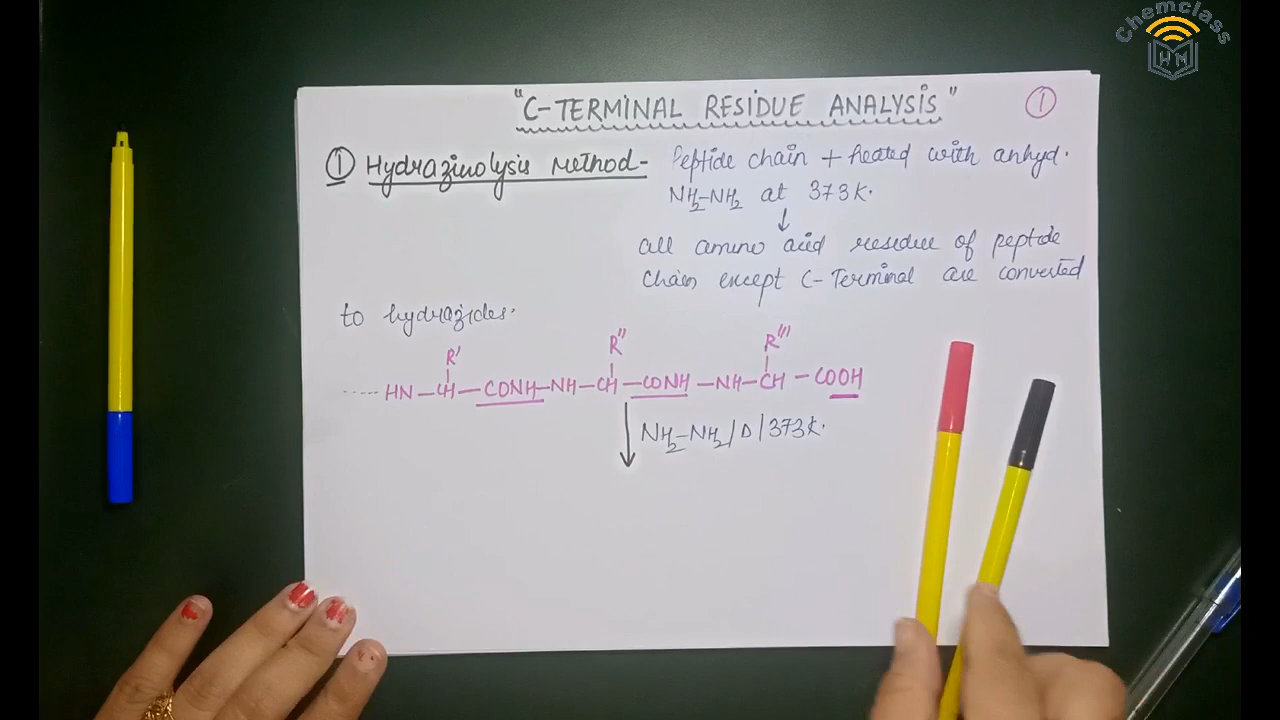 Chemclass
HM
"C-TERMINAL RESIDUE ANALYSIS" ①
① Hydrazinolysis Method- Peptide chain + heated with anhyd.
NH2-NH2 at 373K.
↓
all amino acid residue of peptide
Chain except C-Terminal are converted
to hydrazides.
R' R" R'''
.....HN-CH-CONH-NH-CH-CONH-NH-CH-COOH
↓ NH2-NH2/Δ/373K.